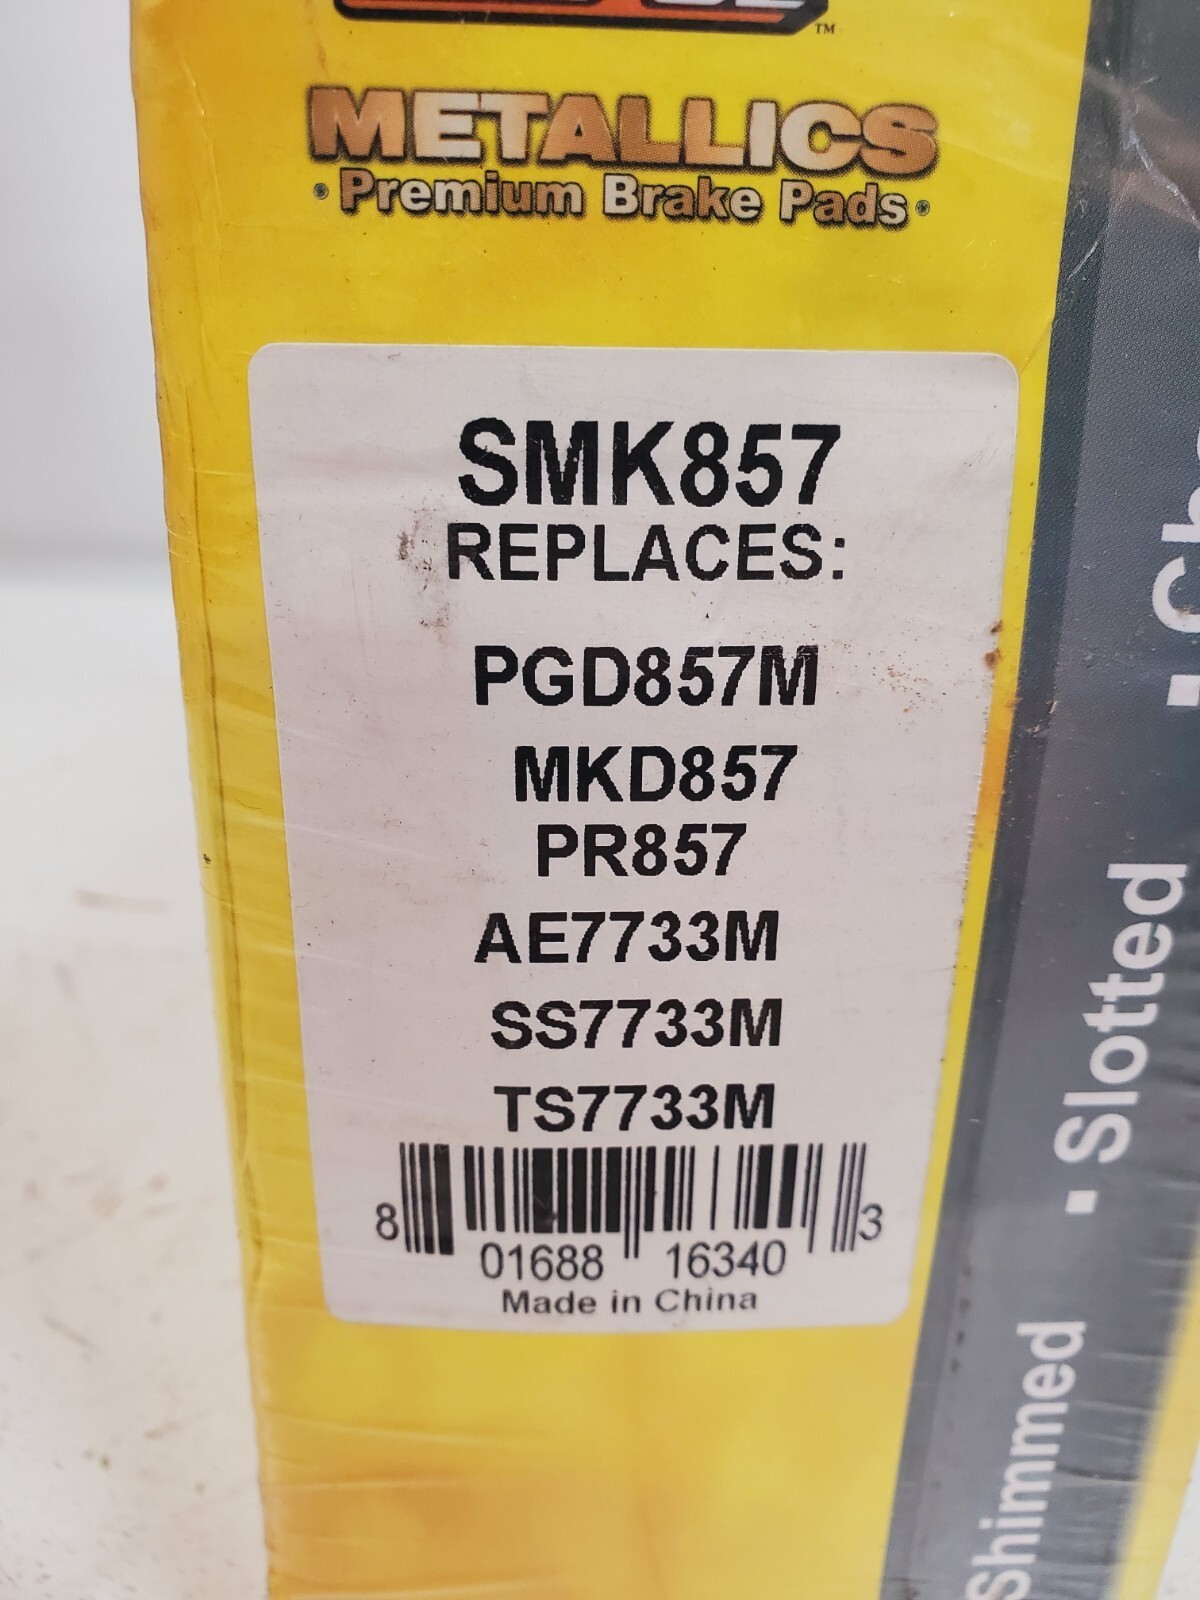 TM
METALLICS
• Premium Brake Pads •
SMK857
REPLACES:
PGD857M
MKD857
PR857
AE7733M
SS7733M
TS7733M
8 01688 16340 3
Made in China
▪ Slotted
Shimmed